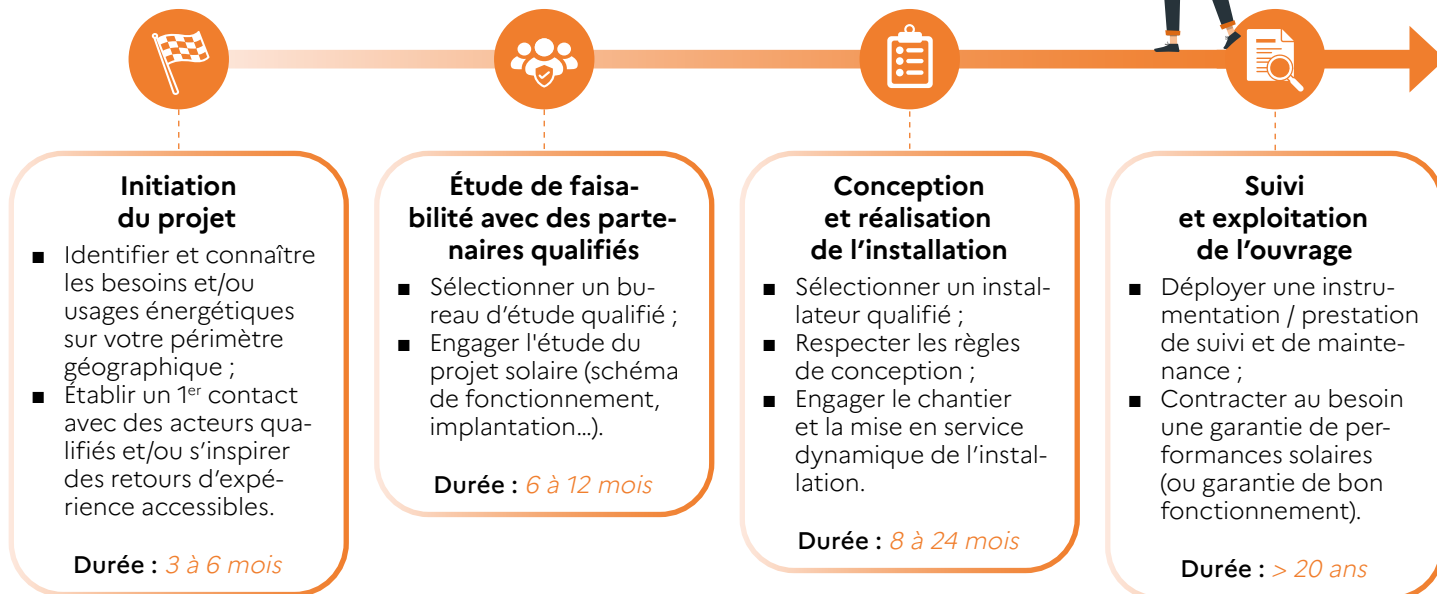 Initiation
du projet
■ Identifier et connaître
les besoins et/ou
usages énergétiques
sur votre périmètre
géographique ;
■ Établir un 1er contact
avec des acteurs qua-
lifiés et/ou s’inspirer
des retours d’expé-
rience accessibles.
Durée : 3 à 6 mois
Étude de faisa-
bilité avec des parte-
naires qualifiés
■ Sélectionner un bu-
reau d’étude qualifié ;
■ Engager l'étude du
projet solaire (schéma
de fonctionnement,
implantation…).
Durée : 6 à 12 mois
Conception
et réalisation
de l’installation
■ Sélectionner un instal-
lateur qualifié ;
■ Respecter les règles
de conception ;
■ Engager le chantier
et la mise en service
dynamique de l’instal-
lation.
Durée : 8 à 24 mois
Suivi
et exploitation
de l’ouvrage
■ Déployer une instru-
mentation / prestation
de suivi et de mainte-
nance ;
■ Contracter au besoin
une garantie de per-
formances solaires
(ou garantie de bon
fonctionnement).
Durée : > 20 ans